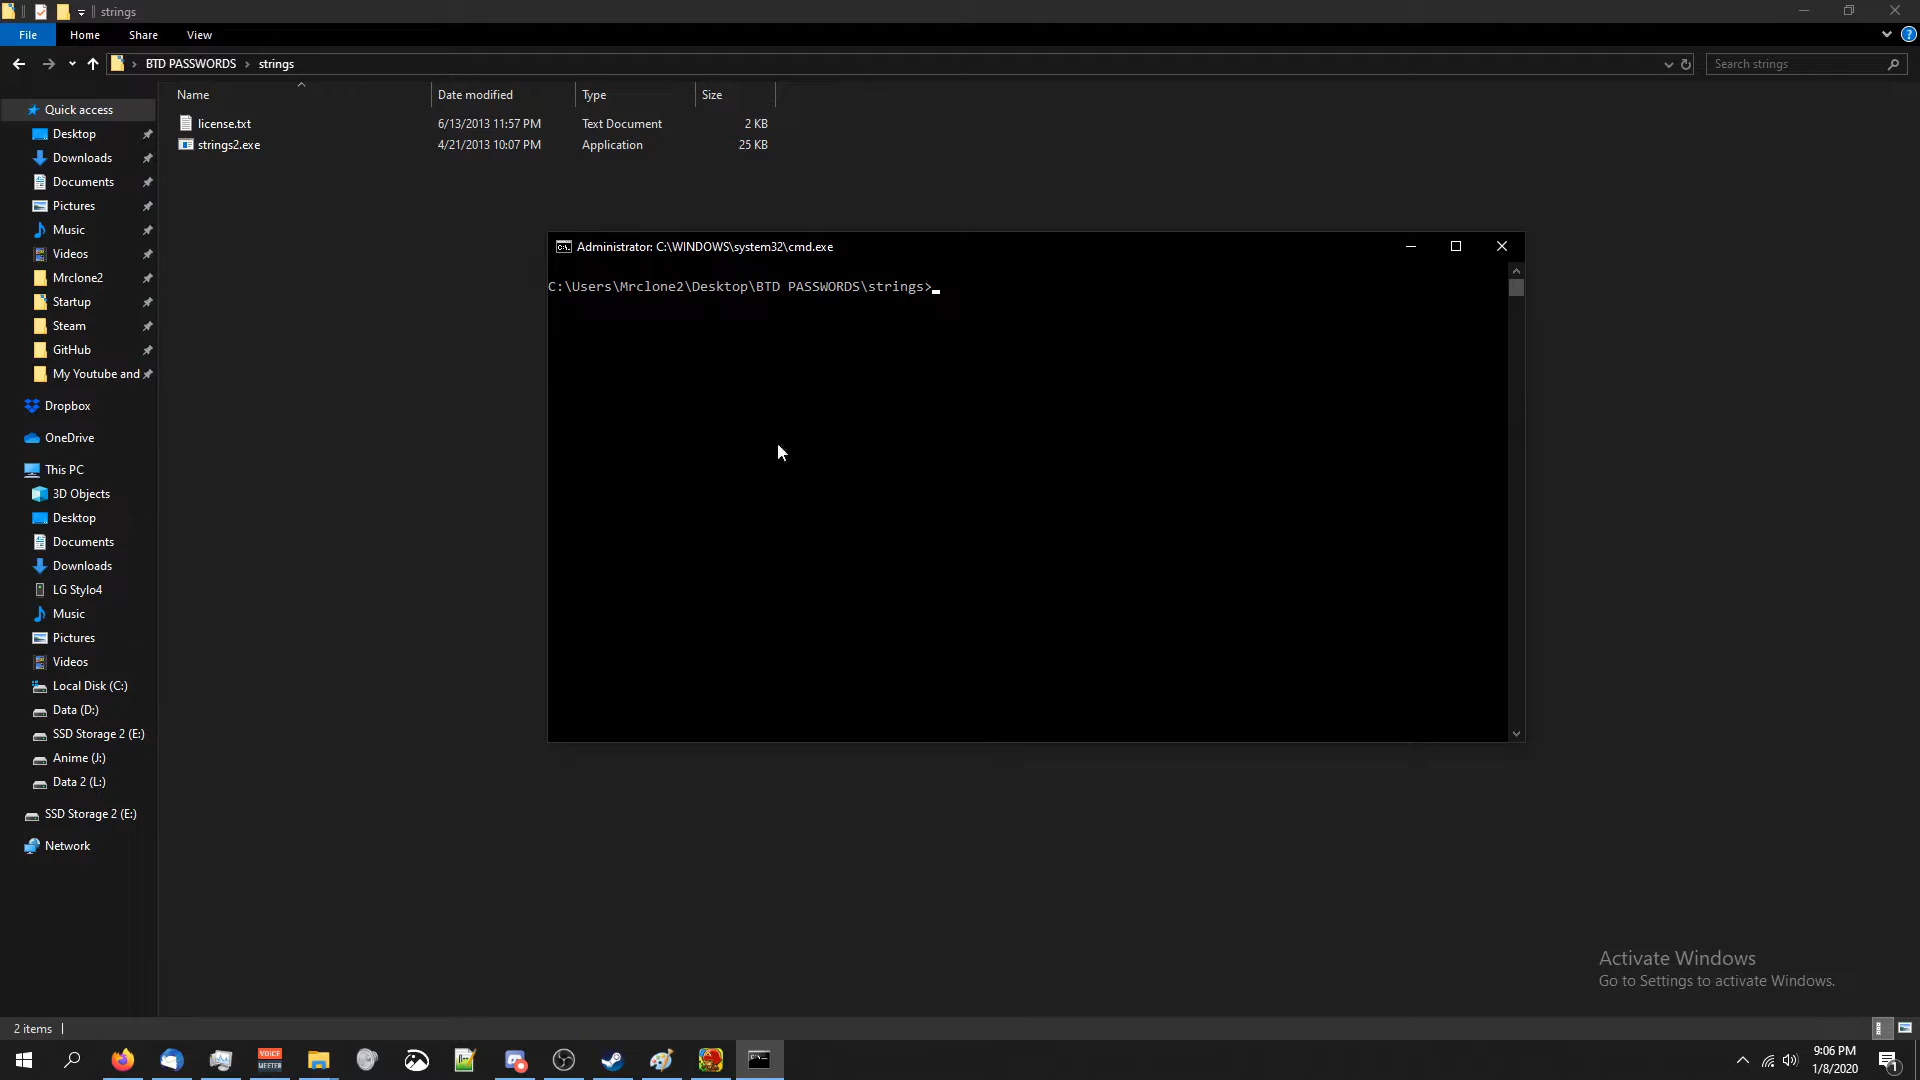 strings
File
Home
Share
View
BTD PASSWORDS
strings
Search strings
Name
Date modified
Type
Size
license.txt
6/13/2013 11:57 PM
Text Document
2 KB
strings2.exe
4/21/2013 10:07 PM
Application
25 KB
Quick access
Desktop
Downloads
Documents
Pictures
Music
Videos
Mrclone2
Startup
Steam
GitHub
My Youtube and
Dropbox
OneDrive
This PC
3D Objects
Desktop
Documents
Downloads
LG Stylo4
Music
Pictures
Videos
Local Disk (C:)
Data (D:)
SSD Storage 2 (E:)
Anime (J:)
Data 2 (L:)
SSD Storage 2 (E:)
Network
Administrator: C:\WINDOWS\system32\cmd.exe
C:\Users\Mrclone2\Desktop\BTD PASSWORDS\strings>_
Activate Windows
Go to Settings to activate Windows.
2 items
VOICE
MEETER
9:06 PM
1/8/2020
1